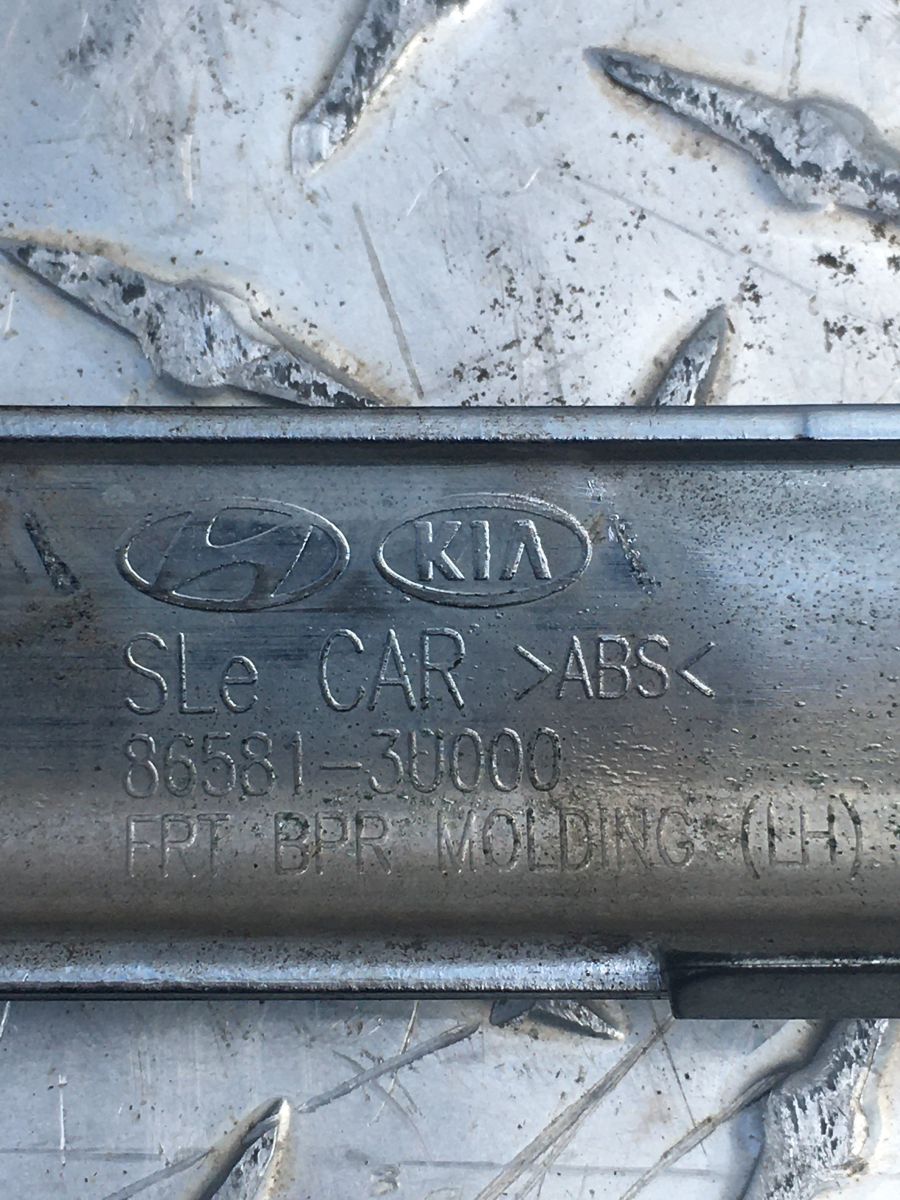 KIA
SLe CAR >ABS<
86581-3U000
FRT BPR MOLDING (LH)